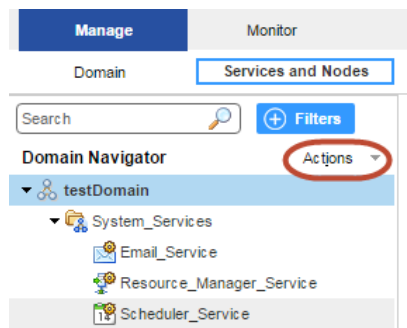 Manage Monitor
Domain Services and Nodes
Search Filters
Domain Navigator Actions
testDomain
System_Services
Email_Service
Resource_Manager_Service
Scheduler_Service